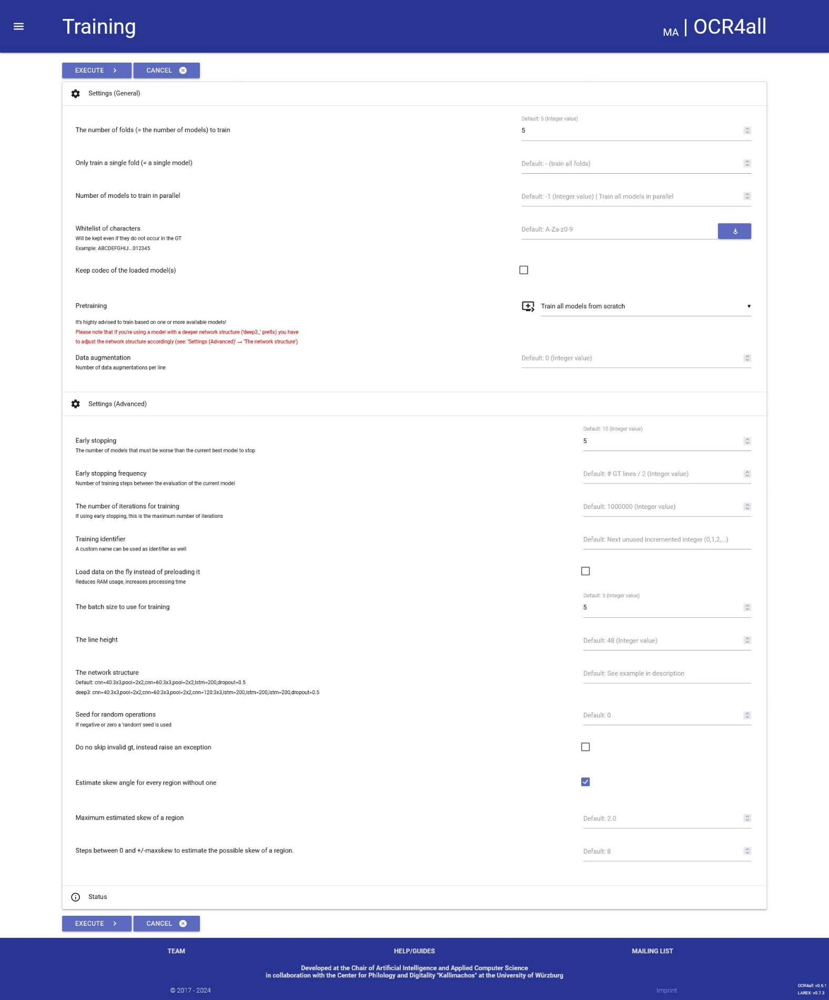 Training
MA | OCR4all
EXECUTE
CANCEL
Settings (General)
Default: 5 (Integer value)
The number of folds (= the number of models) to train
5
Only train a single fold (= a single model)
Default: - (train all folds)
Number of models to train in parallel
Default: -1 (Integer value) | Train all models in parallel
Whitelist of characters
Default: A-Za-z0-9
Will be kept even if they do not occur in the GT
Example: ABCDEFGHIJ...012345
Keep codec of the loaded model(s)
Pretraining
Train all models from scratch
It's highly advised to train based on one or more available models!
Please note that if you're using a model with a deeper network structure ('deep3_' prefix) you have
to adjust the network structure accordingly (see: 'Settings (Advanced)' → 'The network structure')
Data augmentation
Default: 0 (Integer value)
Number of data augmentations per line
Settings (Advanced)
Default: 10 (Integer value)
Early stopping
5
The number of models that must be worse than the current best model to stop
Early stopping frequency
Default: # GT lines / 2 (Integer value)
Number of training steps between the evaluation of the current model
The number of iterations for training
Default: 1000000 (Integer value)
If using early stopping, this is the maximum number of iterations
Training identifier
Default: Next unused incremented integer (0,1,2,...)
A custom name can be used as identifier as well
Load data on the fly instead of preloading it
Reduces RAM usage, increases processing time
Default: 5 (Integer value)
The batch size to use for training
5
The line height
Default: 48 (Integer value)
The network structure
Default: See example in description
Default: cnn=40:3x3,pool=2x2,cnn=60:3x3,pool=2x2,lstm=200,dropout=0.5
deep3: cnn=40:3x3,pool=2x2,cnn=60:3x3,pool=2x2,cnn=120:3x3,lstm=200,lstm=200,lstm=200,dropout=0.5
Seed for random operations
Default: 0
If negative or zero a 'random' seed is used
Do no skip invalid gt, instead raise an exception
Estimate skew angle for every region without one
Maximum estimated skew of a region
Default: 2.0
Steps between 0 and +/-maxskew to estimate the possible skew of a region.
Default: 8
Status
EXECUTE
CANCEL
TEAM
HELP/GUIDES
MAILING LIST
Developed at the Chair of Artificial Intelligence and Applied Computer Science
in collaboration with the Center for Philology and Digitality "Kallimachos" at the University of Würzburg
© 2017 - 2024
Imprint
OCR4all: v0.6.1
LAREX: v0.7.3